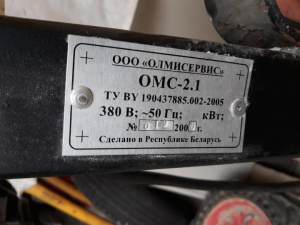 ООО «ОЛМИСЕРВИС»
ОМС-2.1
ТУ BY 190437885.002-2005
380 В; ~50 Гц; кВт;
№ 200 г.
Сделано в Республике Беларусь